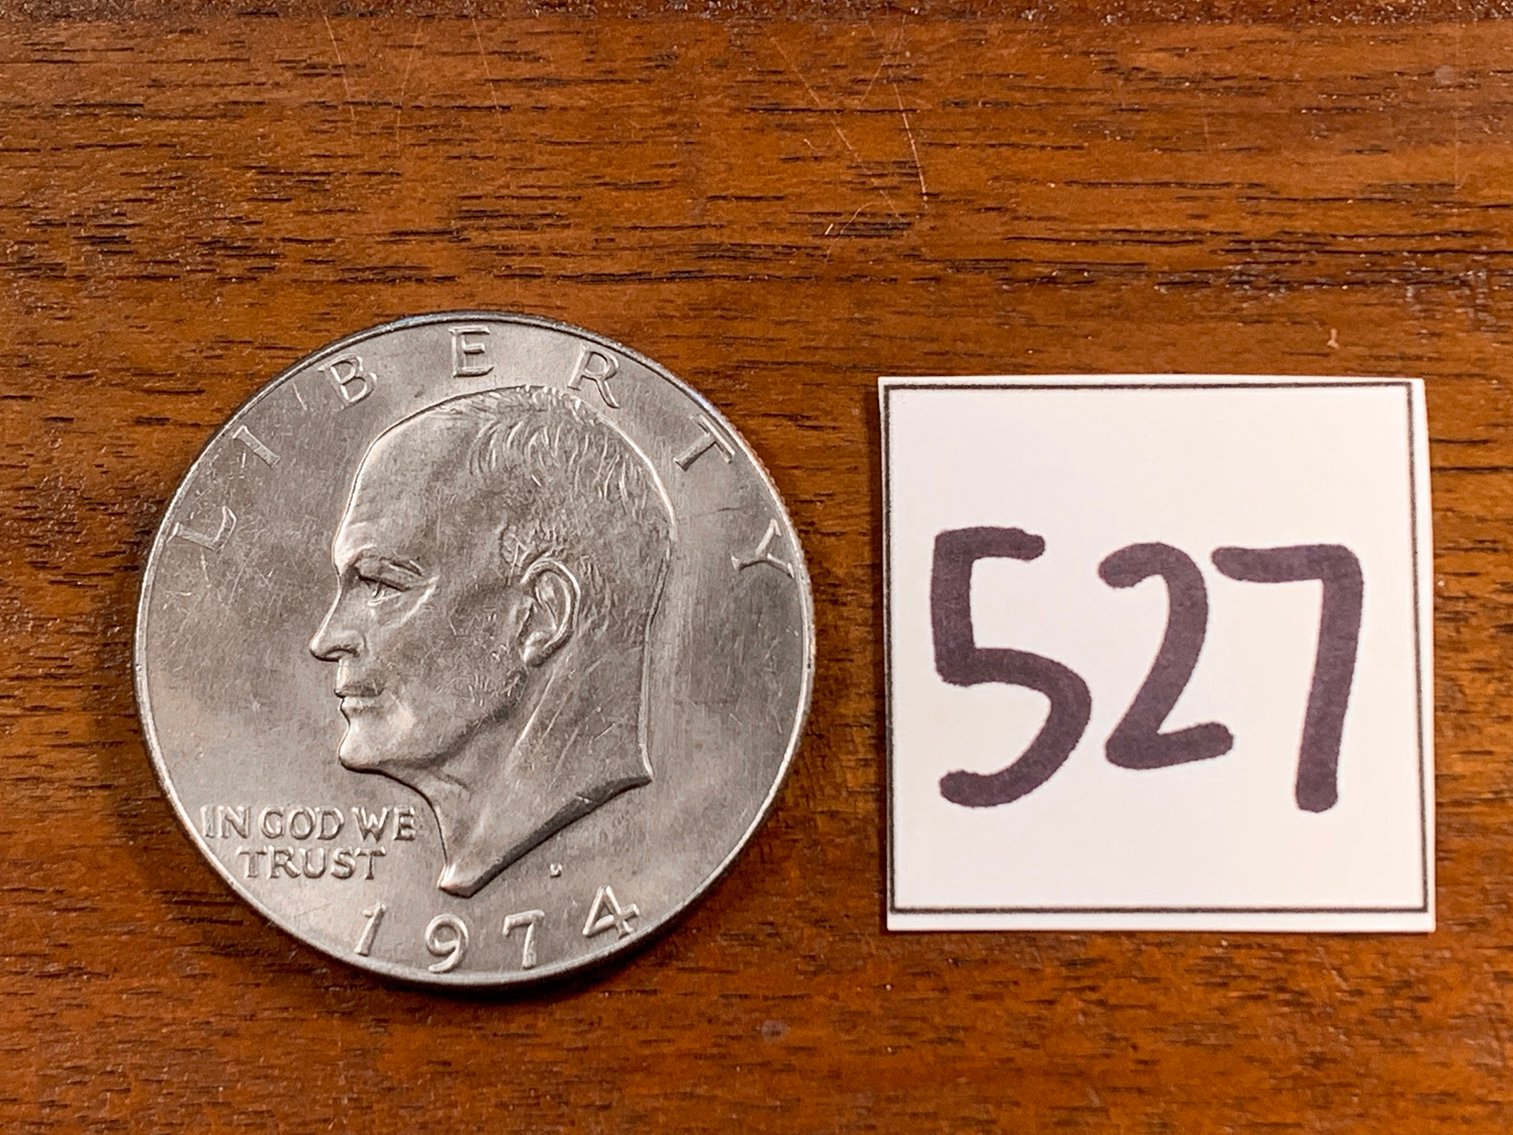 LIBERTY
IN GOD WE
TRUST
1974
527